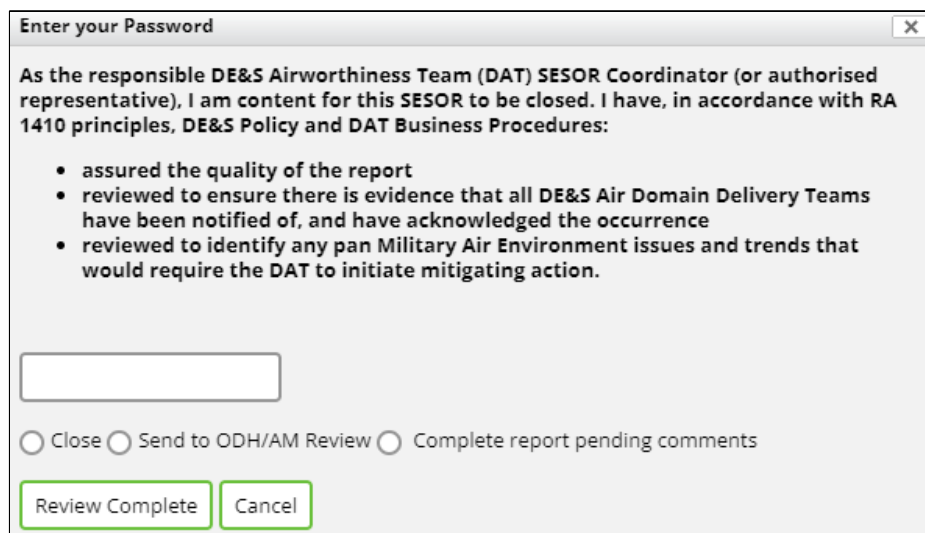 Enter your Password
As the responsible DE&S Airworthiness Team (DAT) SESOR Coordinator (or authorised
representative), I am content for this SESOR to be closed. I have, in accordance with RA
1410 principles, DE&S Policy and DAT Business Procedures:
• assured the quality of the report
• reviewed to ensure there is evidence that all DE&S Air Domain Delivery Teams
have been notified of, and have acknowledged the occurrence
• reviewed to identify any pan Military Air Environment issues and trends that
would require the DAT to initiate mitigating action.
Close Send to ODH/AM Review Complete report pending comments
Review Complete Cancel